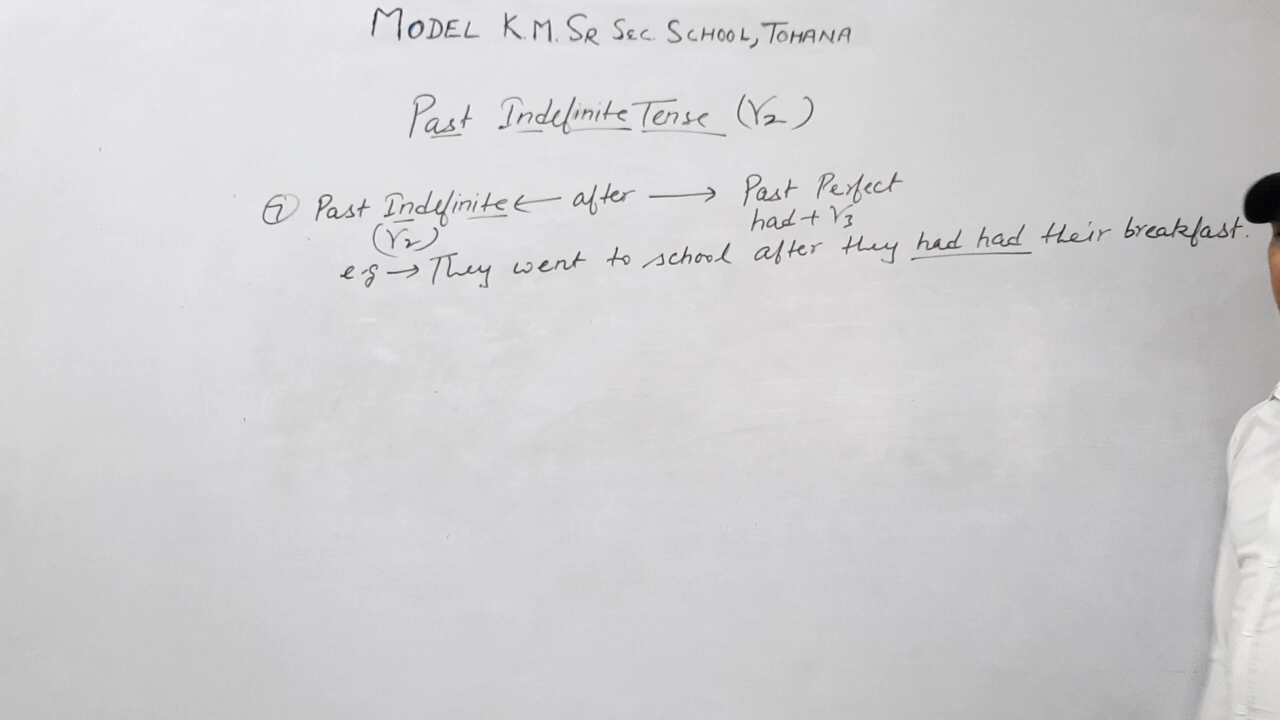 MODEL K.M. SR SEC. SCHOOL, TOHANA
Past Indefinite Tense (V2)
⑦ Past Indefinite ← after → Past Perfect
(V2) had + V3
e.g → They went to school after they had had their breakfast.